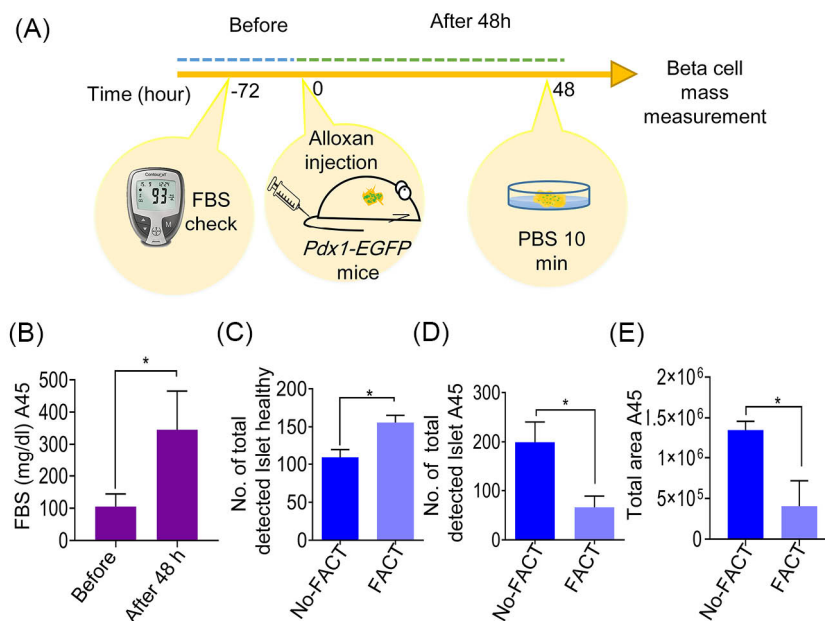 (A)
Before
After 48h
Time (hour)
-72
0
48
Beta cell
mass
measurement
93
FBS
check
Alloxan
injection
Pdx1-EGFP
mice
PBS 10
min
(B)
FBS (mg/dl) A45
500
400
300
200
100
0
*
Before
After 48 h
(C)
No. of total
detected Islet healthy
200
150
100
50
0
*
No-FACT
FACT
(D)
No. of total
detected Islet A45
300
200
100
0
*
No-FACT
FACT
(E)
Total area A45
2×10⁶
1.5×10⁶
1×10⁶
5×10⁵
0
*
No-FACT
FACT